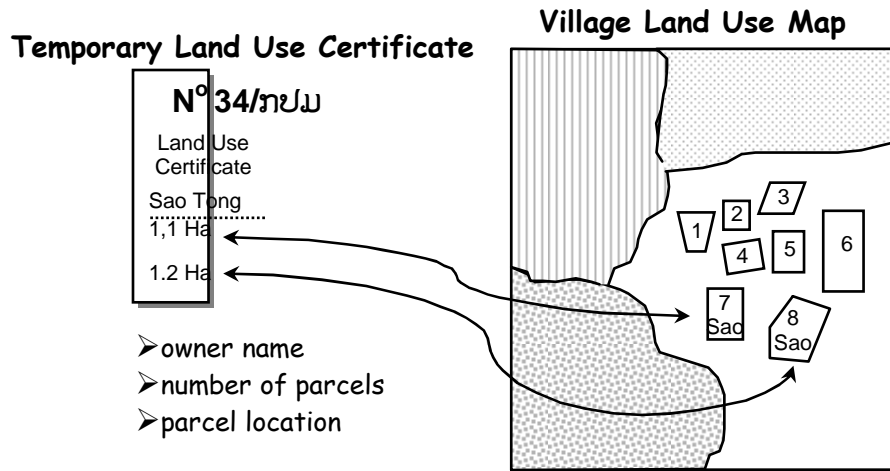 Village Land Use Map
Temporary Land Use Certificate
Nº 34/ກປມ
Land Use
Certificate
Sao Tong
1,1 Ha
1.2 Ha
➢owner name
➢number of parcels
➢parcel location
1
2
3
4
5
6
7
Sao
8
Sao